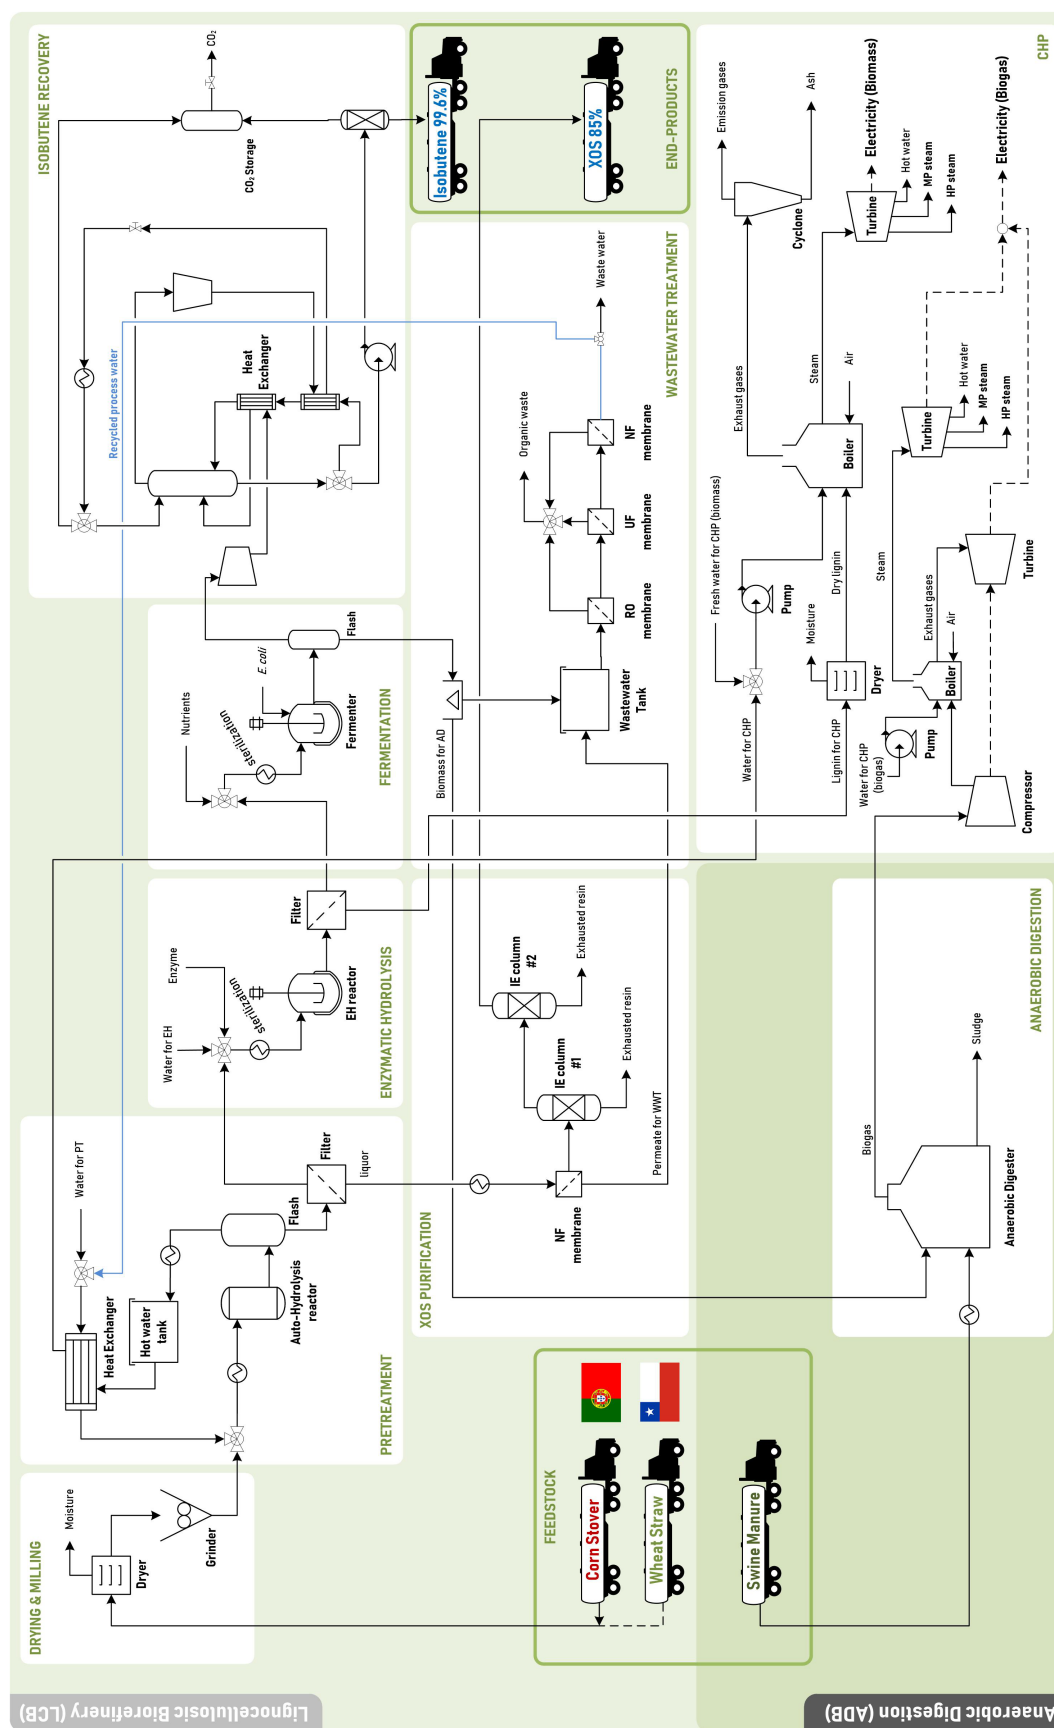 Lignocellulosic Biorefinery (LCB)
DRYING & MILLING
Moisture
Dryer
Grinder
PRETREATMENT
Water for PT
Heat Exchanger
Hot water
tank
Auto-Hydrolysis
reactor
Flash
Filter
liquor
ENZYMATIC HYDROLYSIS
Water for EH
Enzyme
sterilization
EH reactor
Filter
FERMENTATION
Nutrients
sterilization
E. coli
Fermenter
Flash
ISOBUTENE RECOVERY
Recycled process water
Heat
Exchanger
CO₂ Storage
CO₂
XOS PURIFICATION
NF
membrane
IE column
#1
IE column
#2
Exhausted resin
Exhausted resin
Permeate for WWT
WASTEWATER TREATMENT
Biomass for AD
Wastewater
Tank
RO
membrane
UF
membrane
NF
membrane
Organic waste
Waste water
END-PRODUCTS
Isobutene 99.6%
XOS 85%
FEEDSTOCK
Corn Stover
Wheat Straw
Swine Manure
Anaerobic Digestion (ADB)
ANAEROBIC DIGESTION
Biogas
Anaerobic Digester
Sludge
CHP
Fresh water for CHP (biomass)
Water for CHP
Pump
Lignin for CHP
Moisture
Dryer
Dry lignin
Boiler
Air
Exhaust gases
Steam
Cyclone
Emission gases
Ash
Turbine
Electricity (Biomass)
Hot water
MP steam
HP steam
Water for CHP
(biogas)
Pump
Boiler
Air
Exhaust gases
Steam
Compressor
Turbine
Turbine
Hot water
MP steam
HP steam
Electricity (Biogas)